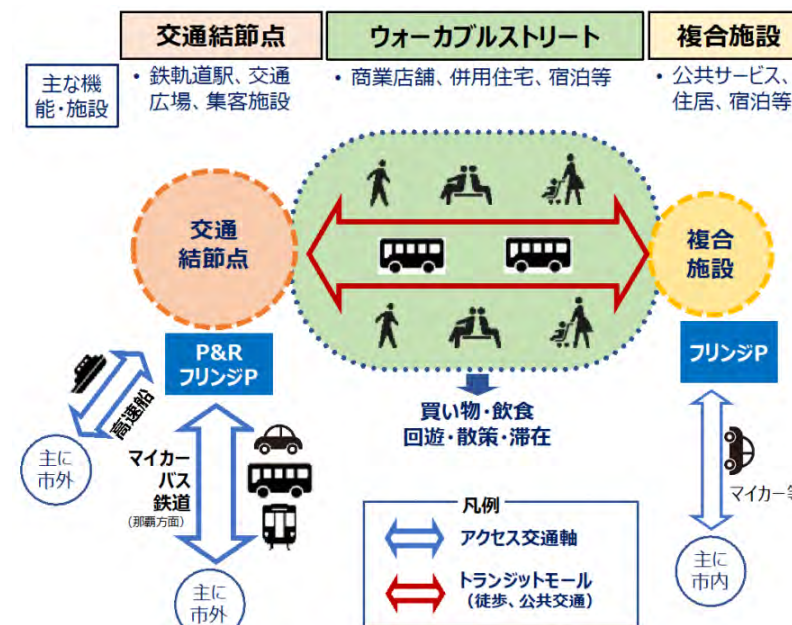 交通結節点
ウォーカブルストリート
複合施設
主な機
能・施設
• 鉄軌道駅、交通
広場、集客施設
• 商業店舗、併用住宅、宿泊等
• 公共サービス、
住居、宿泊等
交通
結節点
複合
施設
P&R
フリンジP
フリンジP
高速船
主に
市外
マイカー
バス
鉄道
(那覇方面)
主に
市外
買い物・飲食
回遊・散策・滞在
マイカー等
主に
市内
凡例
アクセス交通軸
トランジットモール
(徒歩、公共交通)